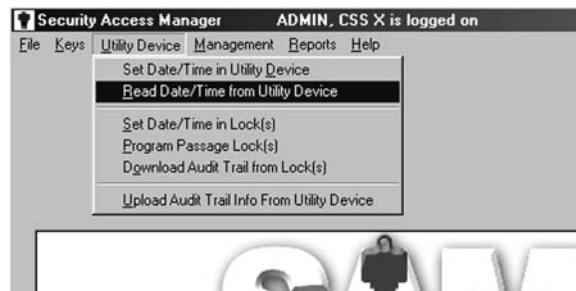 Security Access Manager ADMIN, CSS X is logged on
File Keys Utility Device Management Reports Help
Set Date/Time in Utility Device
Read Date/Time from Utility Device
Set Date/Time in Lock(s)
Program Passage Lock(s)
Download Audit Trail from Lock(s)
Upload Audit Trail Info From Utility Device
SAM